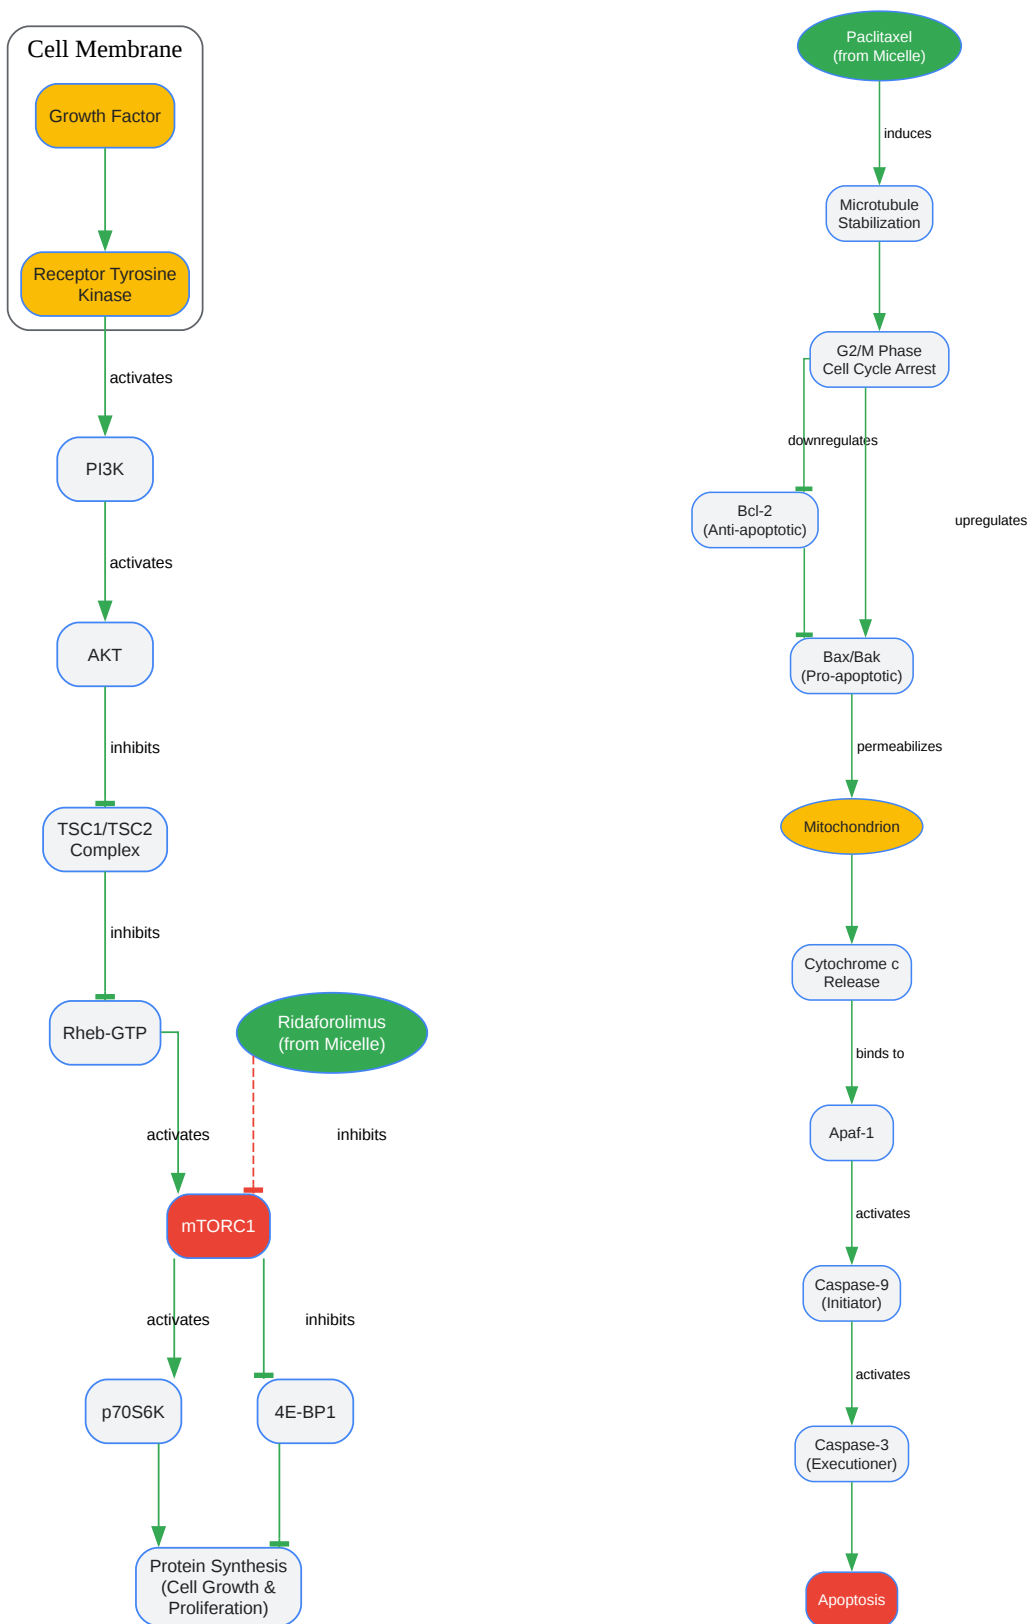 Cell Membrane
Growth Factor
Receptor Tyrosine
Kinase
activates
PI3K
activates
AKT
inhibits
TSC1/TSC2
Complex
inhibits
Rheb-GTP
Ridaforolimus
(from Micelle)
activates
inhibits
mTORC1
activates
inhibits
p70S6K
4E-BP1
Protein Synthesis
(Cell Growth &
Proliferation)
Paclitaxel
(from Micelle)
induces
Microtubule
Stabilization
G2/M Phase
Cell Cycle Arrest
downregulates
Bcl-2
(Anti-apoptotic)
upregulates
Bax/Bak
(Pro-apoptotic)
permeabilizes
Mitochondrion
Cytochrome c
Release
binds to
Apaf-1
activates
Caspase-9
(Initiator)
activates
Caspase-3
(Executioner)
Apoptosis